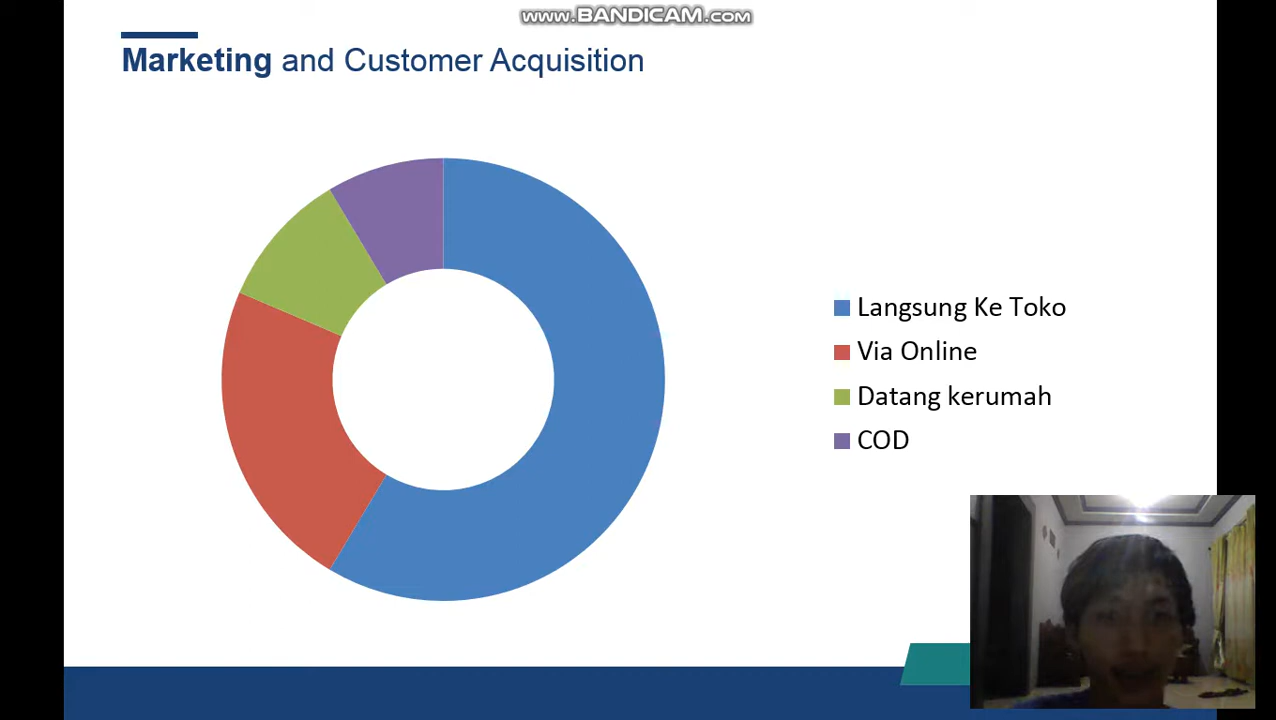 www.BANDICAM.com
Marketing and Customer Acquisition
Langsung Ke Toko
Via Online
Datang kerumah
COD